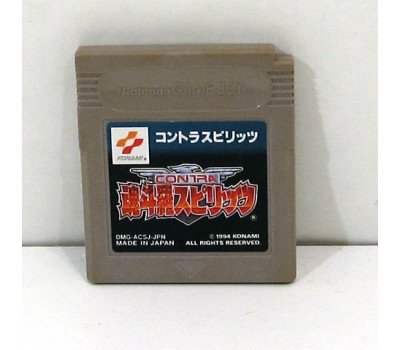 Nintendo GAME BOY
コントラスピリッツ
KONAMI
CONTRA
魂斗羅スピリッツ
®
DMG-ACSJ-JPN
MADE IN JAPAN
© 1994 KONAMI
ALL RIGHTS RESERVED.